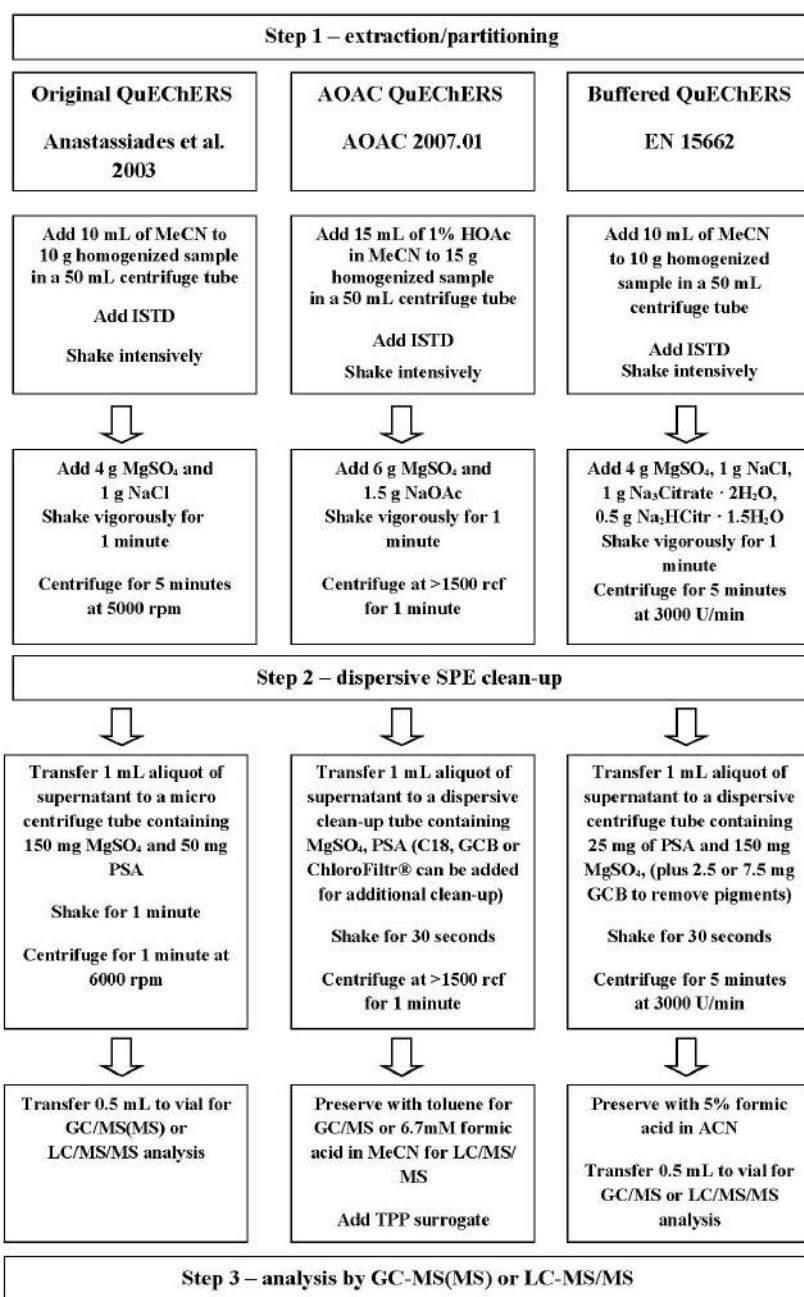 Step 1 – extraction/partitioning
Original QuEChERS
Anastassiades et al.
2003
AOAC QuEChERS
AOAC 2007.01
Buffered QuEChERS
EN 15662
Add 10 mL of MeCN to
10 g homogenized sample
in a 50 mL centrifuge tube
Add ISTD
Shake intensively
Add 15 mL of 1% HOAc
in MeCN to 15 g
homogenized sample
in a 50 mL centrifuge tube
Add ISTD
Shake intensively
Add 10 mL of MeCN
to 10 g homogenized
sample in a 50 mL
centrifuge tube
Add ISTD
Shake intensively
Add 4 g MgSO₄ and
1 g NaCl
Shake vigorously for
1 minute
Centrifuge for 5 minutes
at 5000 rpm
Add 6 g MgSO₄ and
1.5 g NaOAc
Shake vigorously for 1
minute
Centrifuge at >1500 rcf
for 1 minute
Add 4 g MgSO₄, 1 g NaCl,
1 g Na₃Citrate · 2H₂O,
0.5 g Na₂HCitr · 1.5H₂O
Shake vigorously for 1
minute
Centrifuge for 5 minutes
at 3000 U/min
Step 2 – dispersive SPE clean-up
Transfer 1 mL aliquot of
supernatant to a micro
centrifuge tube containing
150 mg MgSO₄ and 50 mg
PSA
Shake for 1 minute
Centrifuge for 1 minute at
6000 rpm
Transfer 1 mL aliquot of
supernatant to a dispersive
clean-up tube containing
MgSO₄, PSA (C18, GCB or
ChloroFiltr® can be added
for additional clean-up)
Shake for 30 seconds
Centrifuge at >1500 rcf
for 1 minute
Transfer 1 mL aliquot of
supernatant to a dispersive
centrifuge tube containing
25 mg of PSA and 150 mg
MgSO₄, (plus 2.5 or 7.5 mg
GCB to remove pigments)
Shake for 30 seconds
Centrifuge for 5 minutes
at 3000 U/min
Transfer 0.5 mL to vial for
GC/MS(MS) or
LC/MS/MS analysis
Preserve with toluene for
GC/MS or 6.7mM formic
acid in MeCN for LC/MS/
MS
Add TPP surrogate
Preserve with 5% formic
acid in ACN
Transfer 0.5 mL to vial for
GC/MS or LC/MS/MS
analysis
Step 3 – analysis by GC-MS(MS) or LC-MS/MS